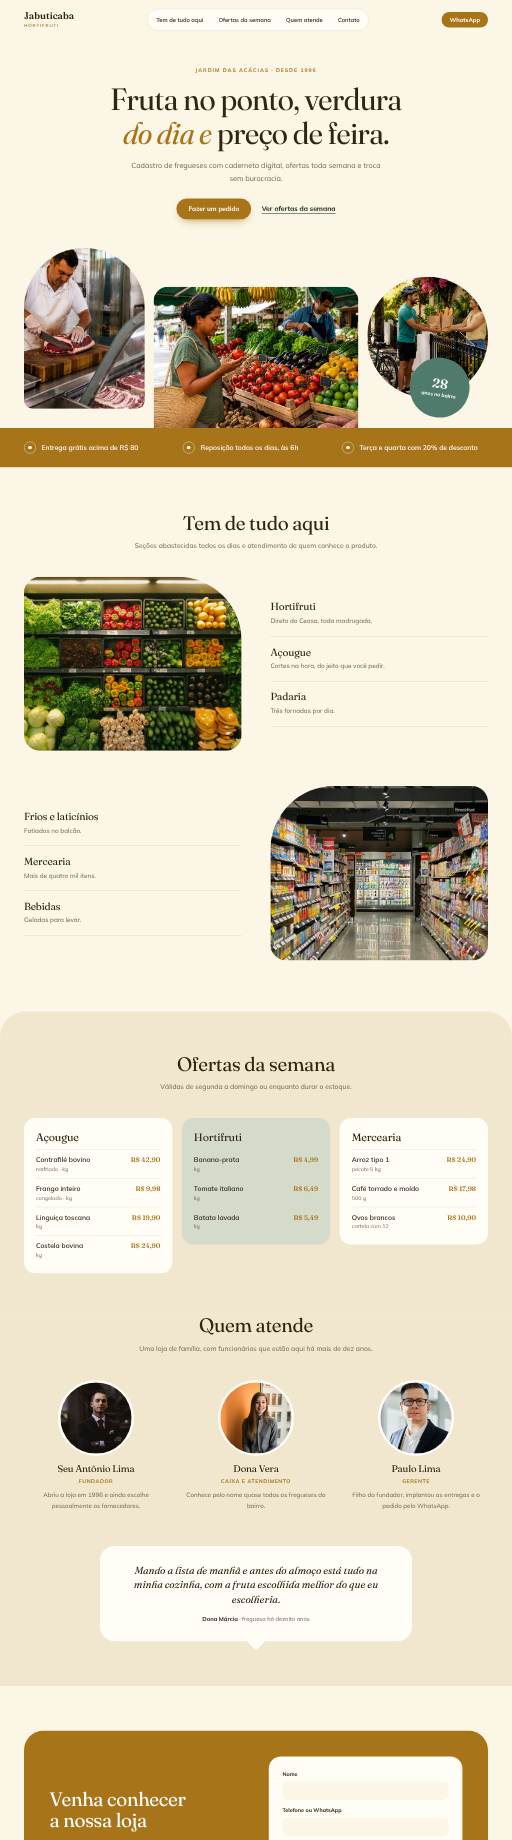 Jabuticaba
HORTIFRUTI
Tem de tudo aqui
Ofertas da semana
Quem atende
Contato
WhatsApp
JARDIM DAS ACÁCIAS · DESDE 1996
Fruta no ponto, verdura
do dia e preço de feira.
Cadastro de fregueses com caderneta digital, ofertas toda semana e troca
sem burocracia.
Fazer um pedido
Ver ofertas da semana
28
anos no bairro
Entrega grátis acima de R$ 80
Reposição todos os dias, às 6h
Terça e quarta com 20% de desconto
Tem de tudo aqui
Seções abastecidas todos os dias e atendimento de quem conhece o produto.
Hortifruti
Direto do Ceasa, toda madrugada.
Açougue
Cortes na hora, do jeito que você pedir.
Padaria
Três fornadas por dia.
Frios e laticínios
Fatiados no balcão.
Mercearia
Mais de quatro mil itens.
Bebidas
Geladas para levar.
Ofertas da semana
Válidas de segunda a domingo ou enquanto durar o estoque.
Açougue
Contrafilé bovino
R$ 42,90
resfriado · kg
Frango inteiro
R$ 9,98
congelado · kg
Linguiça toscana
R$ 19,90
kg
Costela bovina
R$ 24,90
kg
Hortifruti
Banana-prata
R$ 4,99
kg
Tomate italiano
R$ 6,49
kg
Batata lavada
R$ 5,49
kg
Mercearia
Arroz tipo 1
R$ 24,90
pacote 5 kg
Café torrado e moído
R$ 17,98
500 g
Ovos brancos
R$ 10,90
cartela com 12
Quem atende
Uma loja de família, com funcionários que estão aqui há mais de dez anos.
Seu Antônio Lima
FUNDADOR
Abriu a loja em 1996 e ainda escolhe
pessoalmente os fornecedores.
Dona Vera
CAIXA E ATENDIMENTO
Conhece pelo nome quase todos os fregueses do
bairro.
Paulo Lima
GERENTE
Filho do fundador, implantou as entregas e o
pedido pelo WhatsApp.
Mando a lista de manhã e antes do almoço está tudo na
minha cozinha, com a fruta escolhida melhor do que eu
escolheria.
Dona Márcia · freguesa há dezoito anos
Venha conhecer
a nossa loja
Nome
Telefone ou WhatsApp